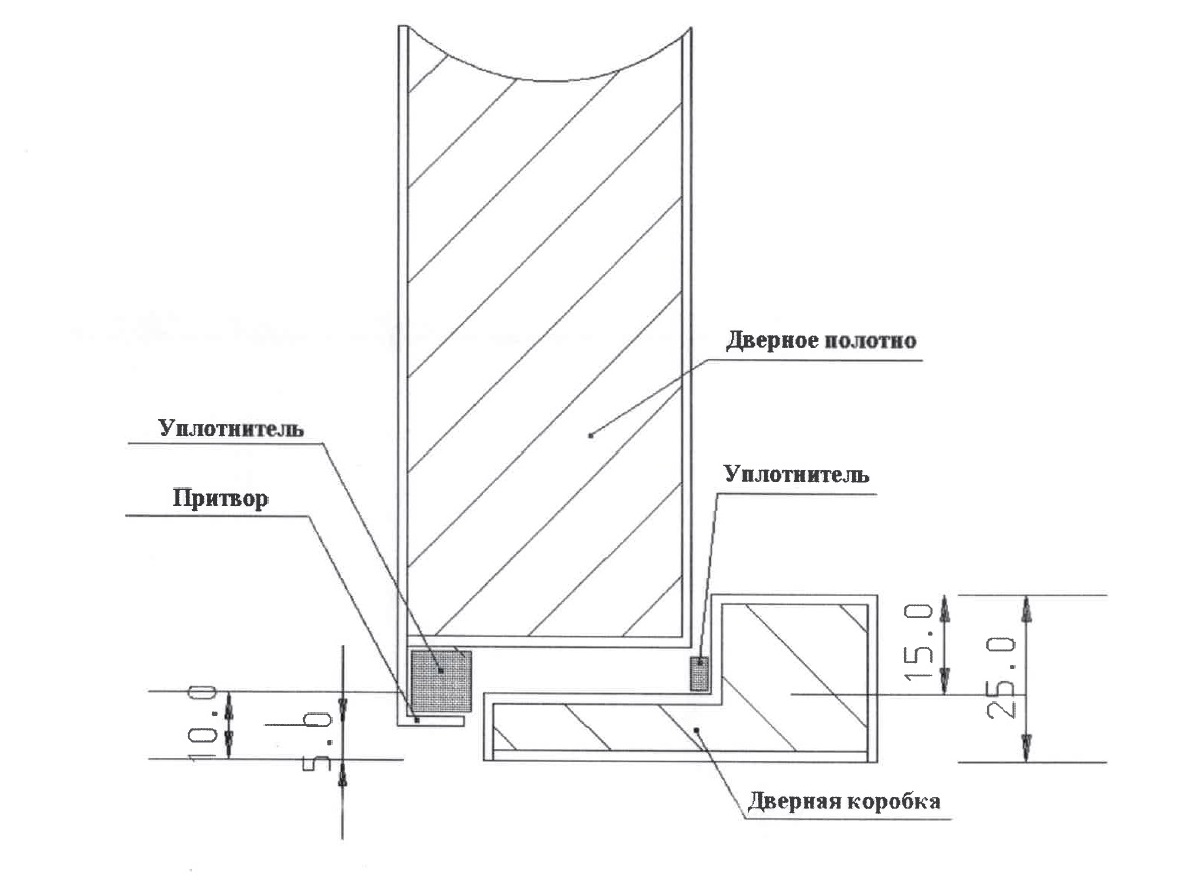 Дверное полотно
Уплотнитель
Уплотнитель
Притвор
15.0
25.0
10.0
5.0
Дверная коробка